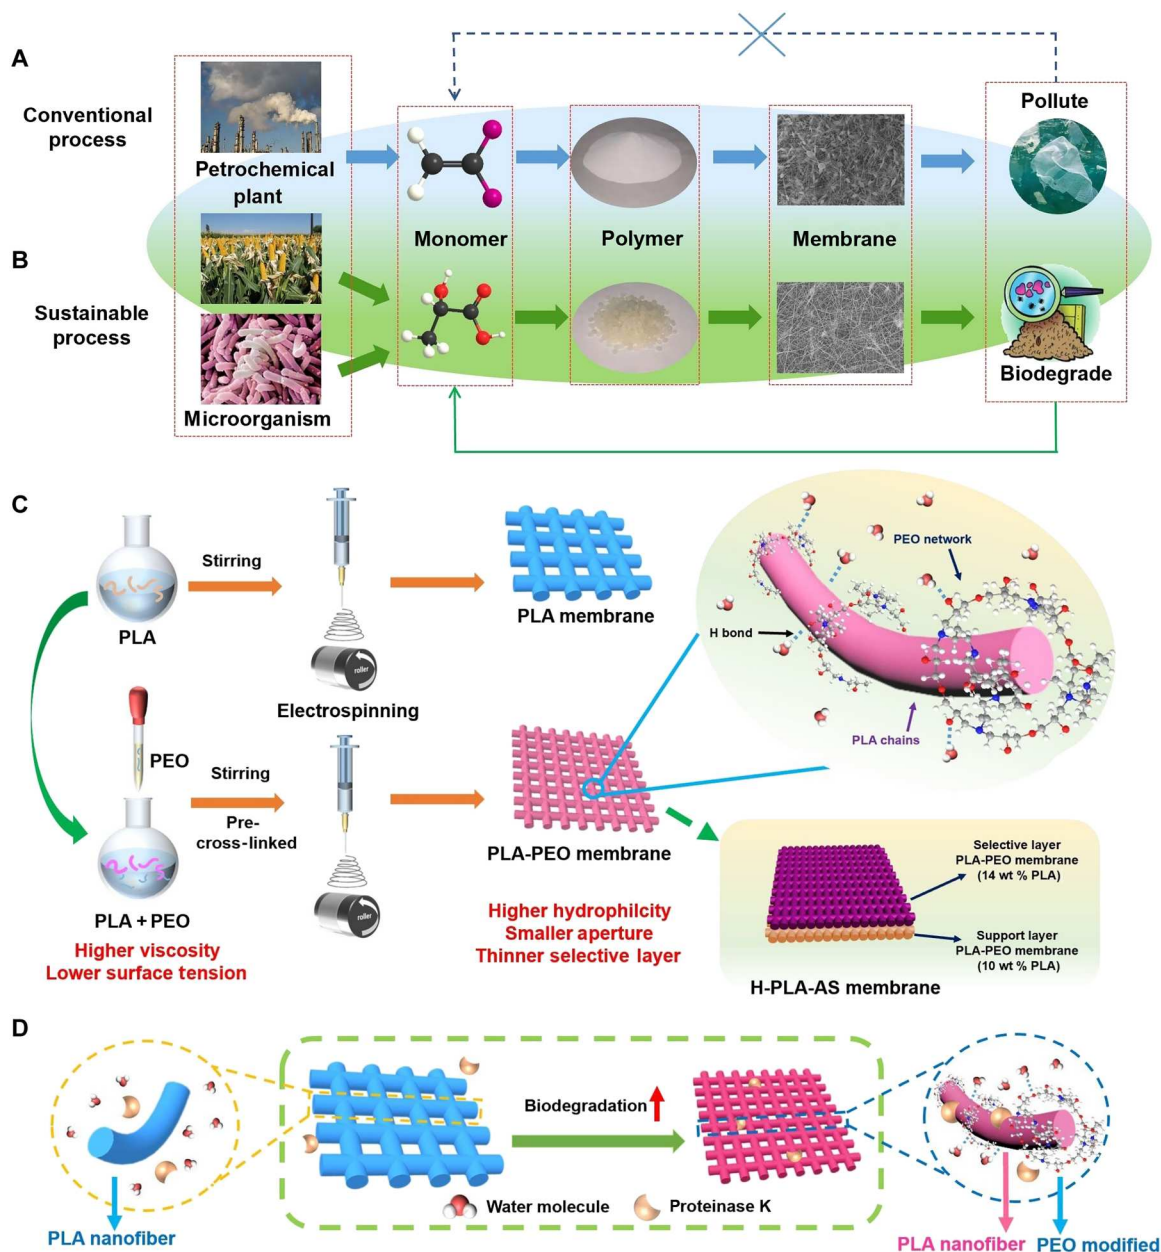 A
Conventional
process
Petrochemical
plant
Monomer
Polymer
Membrane
Pollute
B
Sustainable
process
Microorganism
Biodegrade
C
PLA
Stirring
roller
Electrospinning
PLA membrane
PEO
Stirring
Pre-
cross-linked
roller
PLA + PEO
Higher viscosity
Lower surface tension
PLA-PEO membrane
Higher hydrophilcity
Smaller aperture
Thinner selective layer
PEO network
H bond
PLA chains
Selective layer
PLA-PEO membrane
(14 wt % PLA)
Support layer
PLA-PEO membrane
(10 wt % PLA)
H-PLA-AS membrane
D
PLA nanofiber
Biodegradation
Water molecule
Proteinase K
PLA nanofiber
PEO modified